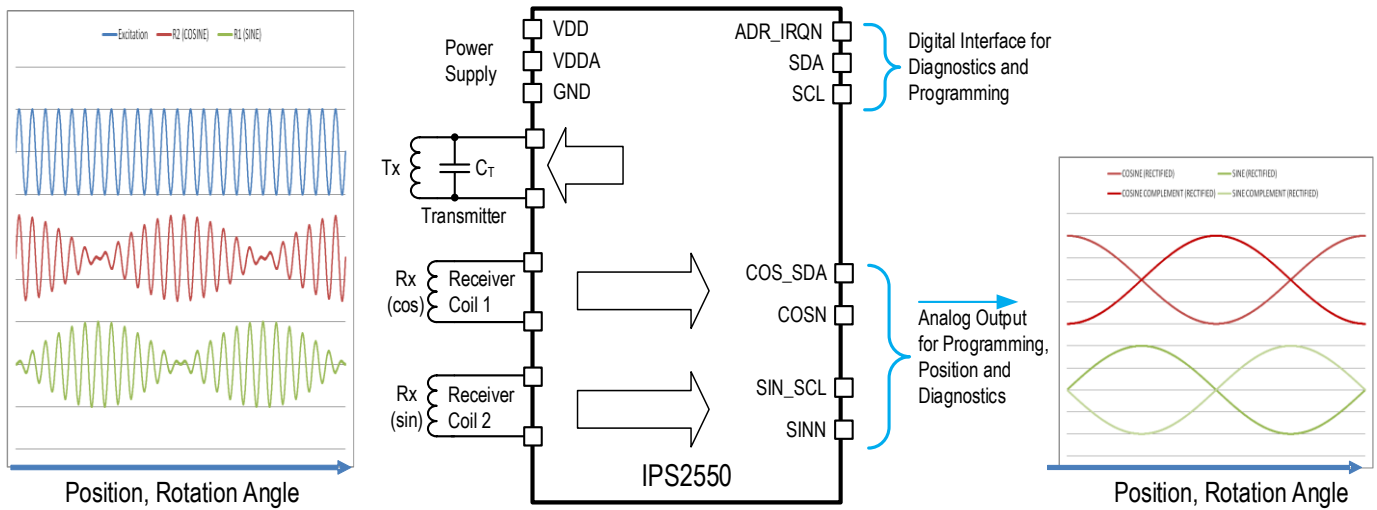 Excitation R2 (COSINE) R1 (SINE)
Position, Rotation Angle
Power
Supply
VDD
VDDA
GND
Tx
CT
Transmitter
Rx
(cos)
Receiver
Coil 1
Rx
(sin)
Receiver
Coil 2
ADR_IRQN
SDA
SCL
COS_SDA
COSN
SIN_SCL
SINN
IPS2550
Digital Interface for
Diagnostics and
Programming
Analog Output
for Programming,
Position and
Diagnostics
COSINE (RECTIFIED) SINE (RECTIFIED)
COSINE COMPLEMENT (RECTIFIED) SINE COMPLEMENT (RECTIFIED)
Position, Rotation Angle